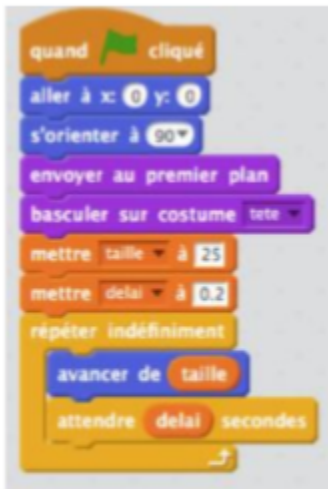 quand cliqué
aller à x: 0 y: 0
s'orienter à 90
envoyer au premier plan
basculer sur costume tete
mettre taille à 25
mettre delai à 0.2
répéter indéfiniment
avancer de taille
attendre delai secondes